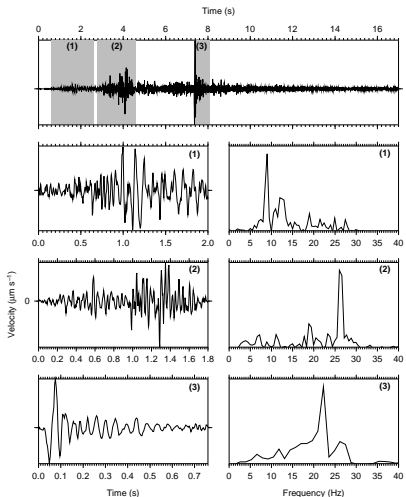 Time (s)
0 2 4 6 8 10 12 14 16
(1) (2) (3)
(1) (1)
0.0 0.5 1.0 1.5 2.0 0 5 10 15 20 25 30 35 40
(2) (2)
Velocity (µm s⁻¹)
0
0.0 0.2 0.4 0.6 0.8 1.0 1.2 1.4 1.6 1.8 0 5 10 15 20 25 30 35 40
(3) (3)
0.0 0.1 0.2 0.3 0.4 0.5 0.6 0.7 0 5 10 15 20 25 30 35 40
Time (s) Frequency (Hz)